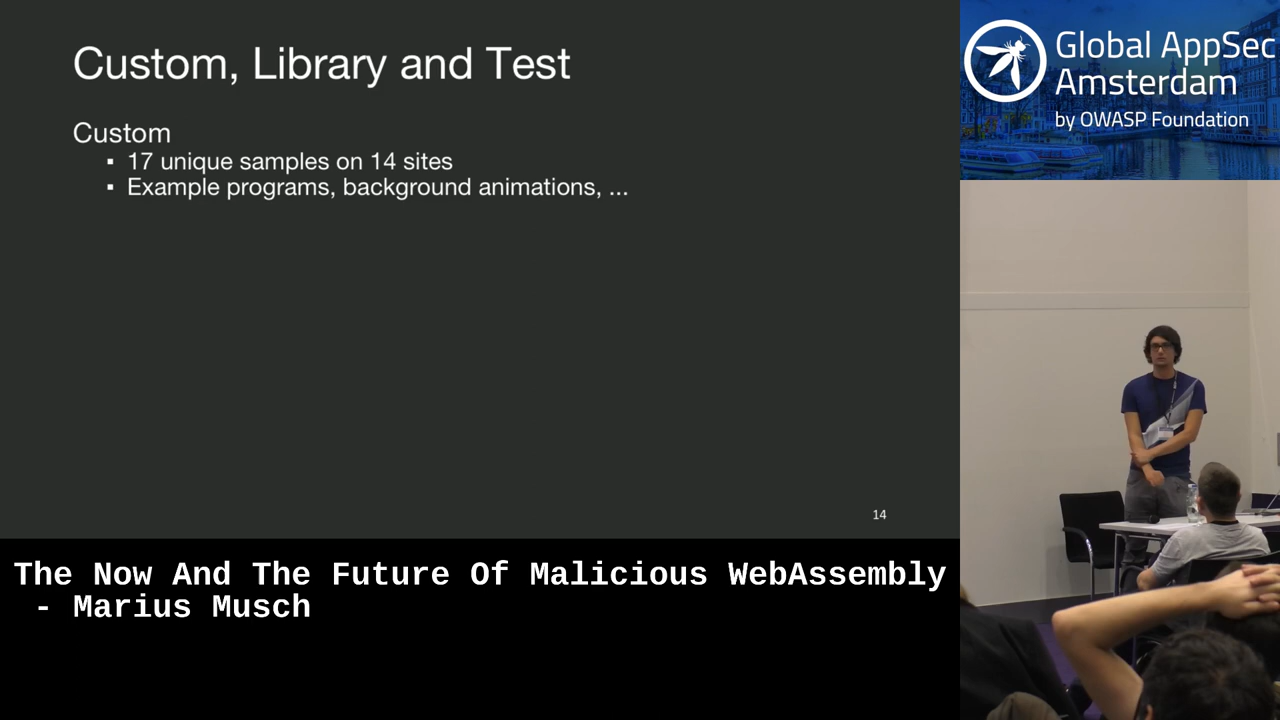 Custom, Library and Test
Custom
▪ 17 unique samples on 14 sites
▪ Example programs, background animations, ...
14
The Now And The Future Of Malicious WebAssembly
- Marius Musch
Global AppSec
Amsterdam
by OWASP Foundation